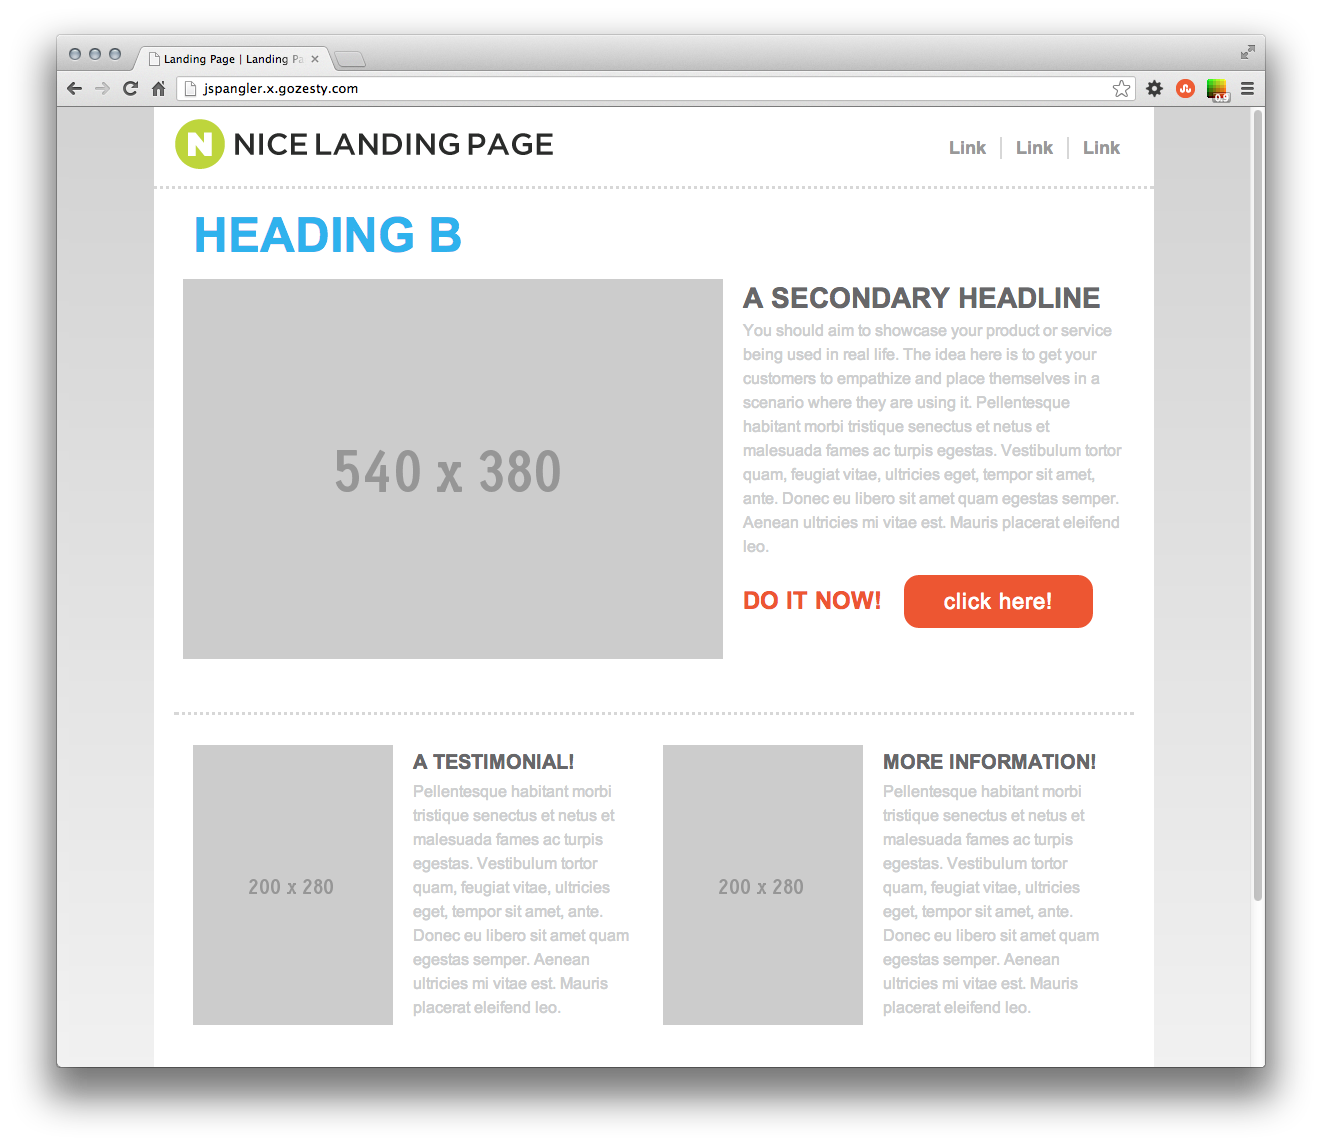 Landing Page | Landing Pa
jspangler.x.gozesty.com
0.9
N NICE LANDING PAGE
Link | Link | Link
HEADING B
540 x 380
A SECONDARY HEADLINE
You should aim to showcase your product or service
being used in real life. The idea here is to get your
customers to empathize and place themselves in a
scenario where they are using it. Pellentesque
habitant morbi tristique senectus et netus et
malesuada fames ac turpis egestas. Vestibulum tortor
quam, feugiat vitae, ultricies eget, tempor sit amet,
ante. Donec eu libero sit amet quam egestas semper.
Aenean ultricies mi vitae est. Mauris placerat eleifend
leo.
DO IT NOW! click here!
200 x 280
A TESTIMONIAL!
Pellentesque habitant morbi
tristique senectus et netus et
malesuada fames ac turpis
egestas. Vestibulum tortor
quam, feugiat vitae, ultricies
eget, tempor sit amet, ante.
Donec eu libero sit amet quam
egestas semper. Aenean
ultricies mi vitae est. Mauris
placerat eleifend leo.
200 x 280
MORE INFORMATION!
Pellentesque habitant morbi
tristique senectus et netus et
malesuada fames ac turpis
egestas. Vestibulum tortor
quam, feugiat vitae, ultricies
eget, tempor sit amet, ante.
Donec eu libero sit amet quam
egestas semper. Aenean
ultricies mi vitae est. Mauris
placerat eleifend leo.